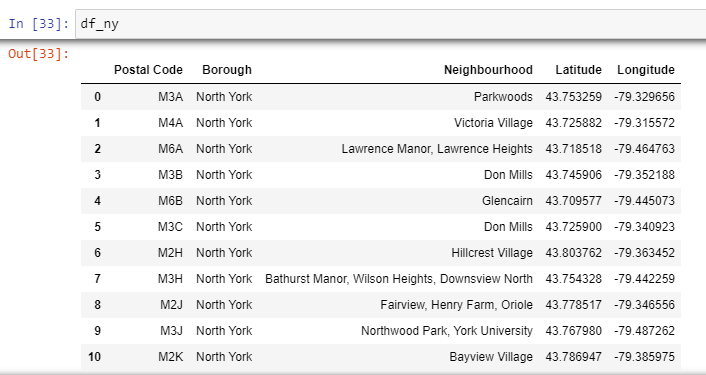 In [33]: df_ny
Out[33]:
Postal Code Borough Neighbourhood Latitude Longitude
0 M3A North York Parkwoods 43.753259 -79.329656
1 M4A North York Victoria Village 43.725882 -79.315572
2 M6A North York Lawrence Manor, Lawrence Heights 43.718518 -79.464763
3 M3B North York Don Mills 43.745906 -79.352188
4 M6B North York Glencairn 43.709577 -79.445073
5 M3C North York Don Mills 43.725900 -79.340923
6 M2H North York Hillcrest Village 43.803762 -79.363452
7 M3H North York Bathurst Manor, Wilson Heights, Downsview North 43.754328 -79.442259
8 M2J North York Fairview, Henry Farm, Oriole 43.778517 -79.346556
9 M3J North York Northwood Park, York University 43.767980 -79.487262
10 M2K North York Bayview Village 43.786947 -79.385975